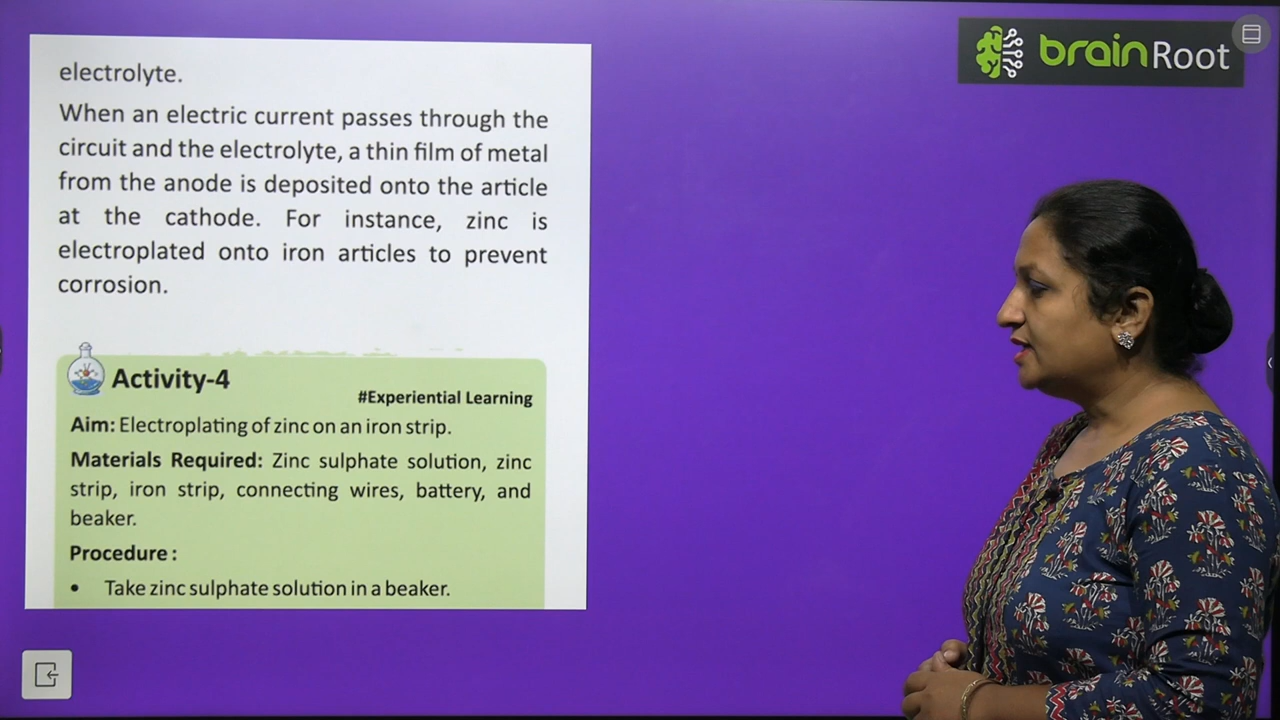 electrolyte.
When an electric current passes through the
circuit and the electrolyte, a thin film of metal
from the anode is deposited onto the article
at the cathode. For instance, zinc is
electroplated onto iron articles to prevent
corrosion.
Activity-4
#Experiential Learning
Aim: Electroplating of zinc on an iron strip.
Materials Required: Zinc sulphate solution, zinc
strip, iron strip, connecting wires, battery, and
beaker.
Procedure :
• Take zinc sulphate solution in a beaker.
brainRoot